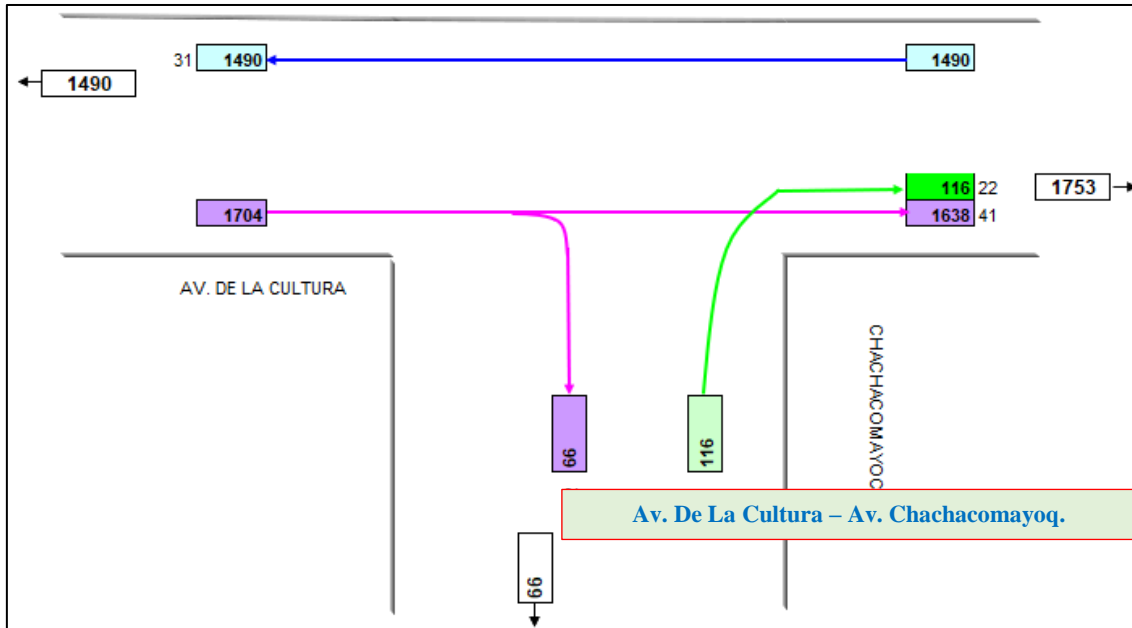 31 1490 1490
1490
116 22 1753
1704 1638 41
AV. DE LA CULTURA
CHACHACOMAYOC
66 116
Av. De La Cultura – Av. Chachacomayoq.
66